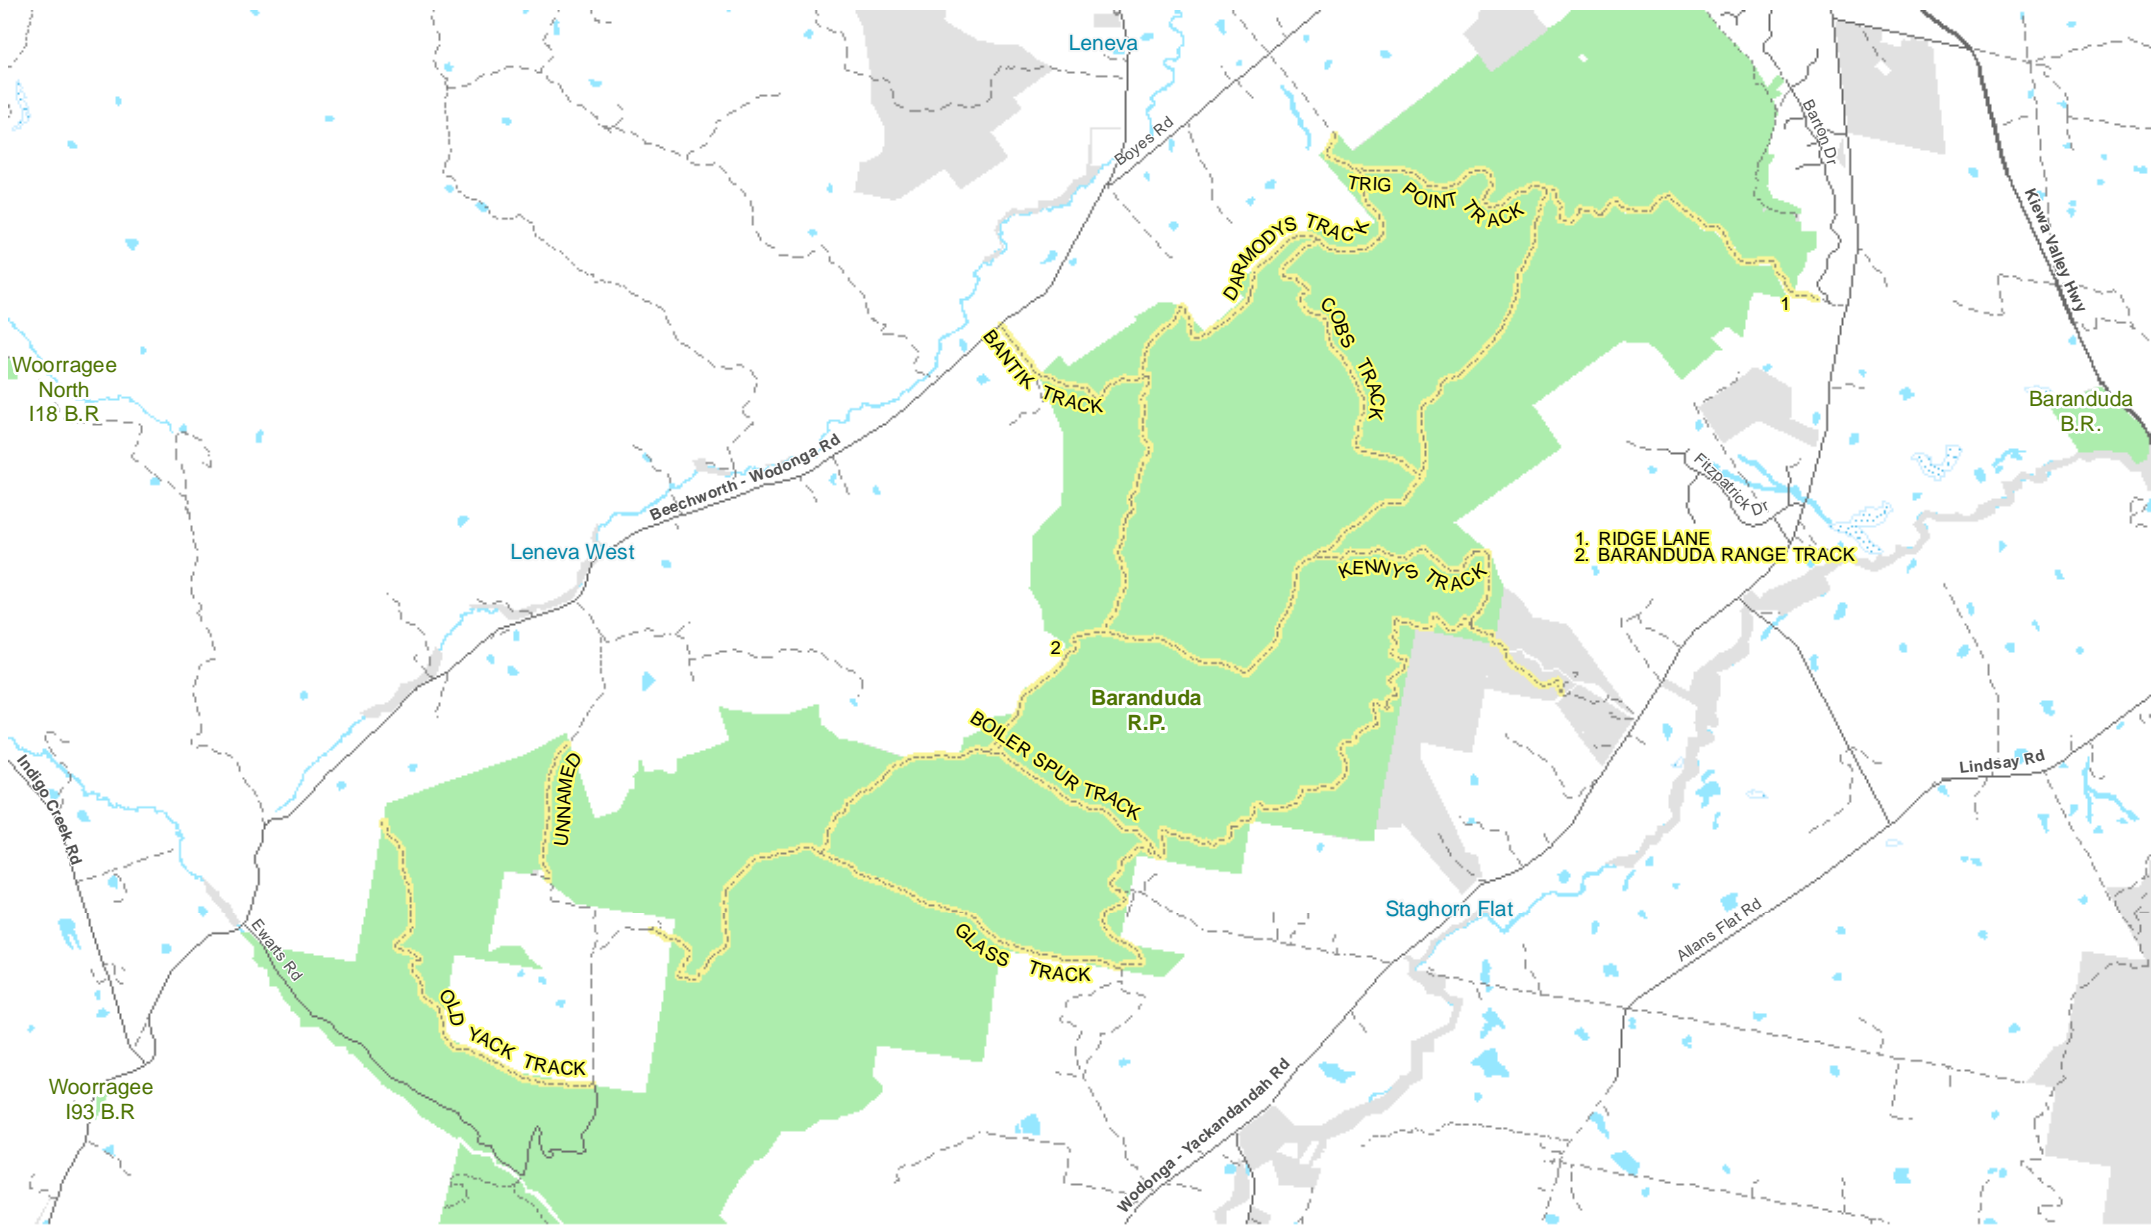 Leneva
Boyes Rd
Barton Dr
TRIG POINT TRACK
Kiewa Valley Hwy
DARMODYS TRACK
1
COBS TRACK
BANTIK TRACK
Woorragee
North
I18 B.R
Baranduda
B.R.
Beechworth - Wodonga Rd
Fitzpatrick Dr
Leneva West
1. RIDGE LANE
2. BARANDUDA RANGE TRACK
KENNYS TRACK
2
Baranduda
R.P.
BOILER SPUR TRACK
UNNAMED
Indigo Creek Rd
Lindsay Rd
Staghorn Flat
Allans Flat Rd
Ewarts Rd
GLASS TRACK
OLD YACK TRACK
Woorragee
I93 B.R
Wodonga - Yackandandah Rd